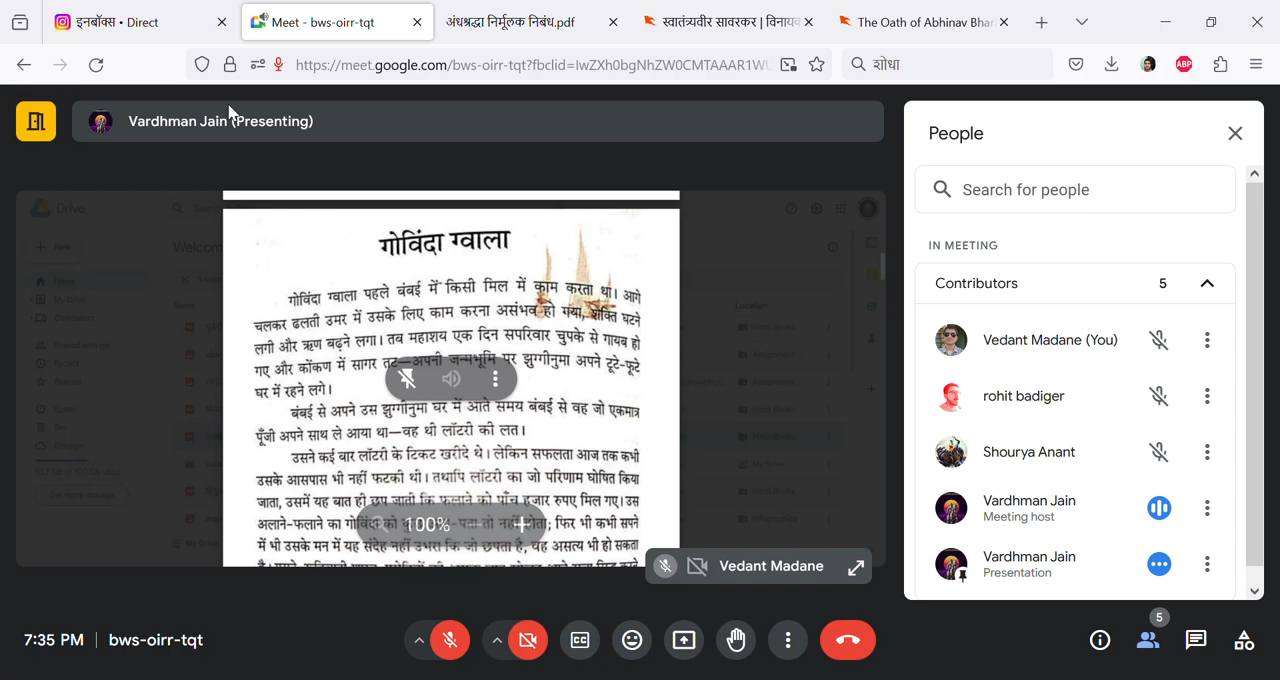 इनबॉक्स • Direct
Meet - bws-oirr-tqt
अंधश्रद्धा निर्मूलक निबंध.pdf
स्वातंत्र्यवीर सावरकर | विनायक
The Oath of Abhinav Bhar
https://meet.google.com/bws-oirr-tqt?fbclid=IwZXh0bgNhZW0CMTAAAR1WU
शोधा
ABP
Vardhman Jain (Presenting)
Drive
Welcom
Location
गोविंदा ग्वाला
गोविंदा ग्वाला पहले बंबई में किसी मिल में काम करता था। आगे
चलकर ढलती उमर में उसके लिए काम करना असंभव हो गया, शक्ति घटने
लगी और ऋण बढ़ने लगा। तब महाशय एक दिन सपरिवार चुपके से गायब हो
गए और कोंकण में सागर तट—अपनी जन्मभूमि पर झुग्गीनुमा अपने टूटे-फूटे
घर में रहने लगे।
बंबई से अपने उस झुग्गीनुमा घर में आते समय बंबई से वह जो एकमात्र
पूँजी अपने साथ ले आया था—वह थी लॉटरी की लत।
उसने कई बार लॉटरी के टिकट खरीदे थे। लेकिन सफलता आज तक कभी
उसके आसपास भी नहीं फटकी थी। तथापि लॉटरी का जो परिणाम घोषित किया
जाता, उसमें यह बात ही छप जाती कि फलाने को पाँच हजार रुपए मिल गए। उस
अलाने-फलाने का गोविंदा को तो नहीं होता; फिर भी कभी सपने
में भी उसके मन में यह संदेह नहीं उभरा कि जो छपता है, वह असत्य भी हो सकता
100%
Vedant Madane
People
Search for people
IN MEETING
Contributors 5
Vedant Madane (You)
rohit badiger
Shourya Anant
Vardhman Jain
Meeting host
Vardhman Jain
Presentation
7:35 PM | bws-oirr-tqt
5